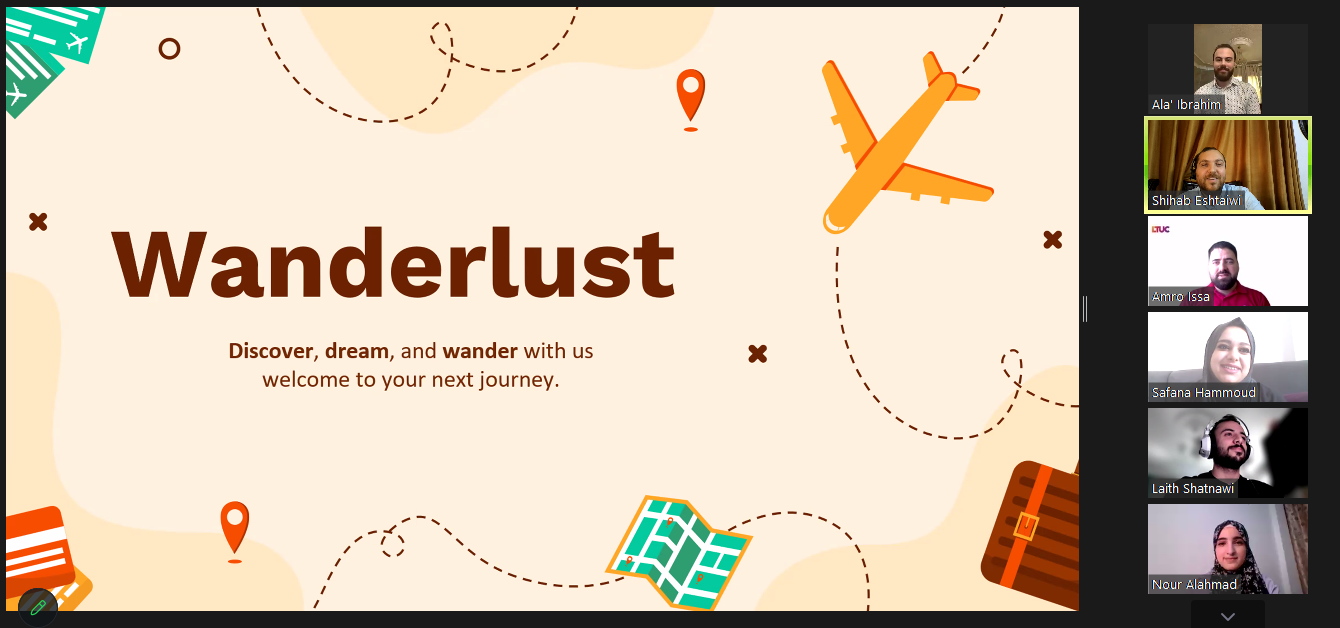 Wanderlust
Discover, dream, and wander with us
welcome to your next journey.
Ala' Ibrahim
Shihab Eshtaiwi
LTUC
Amro Issa
Safana Hammoud
Laith Shatnawi
Nour Alahmad